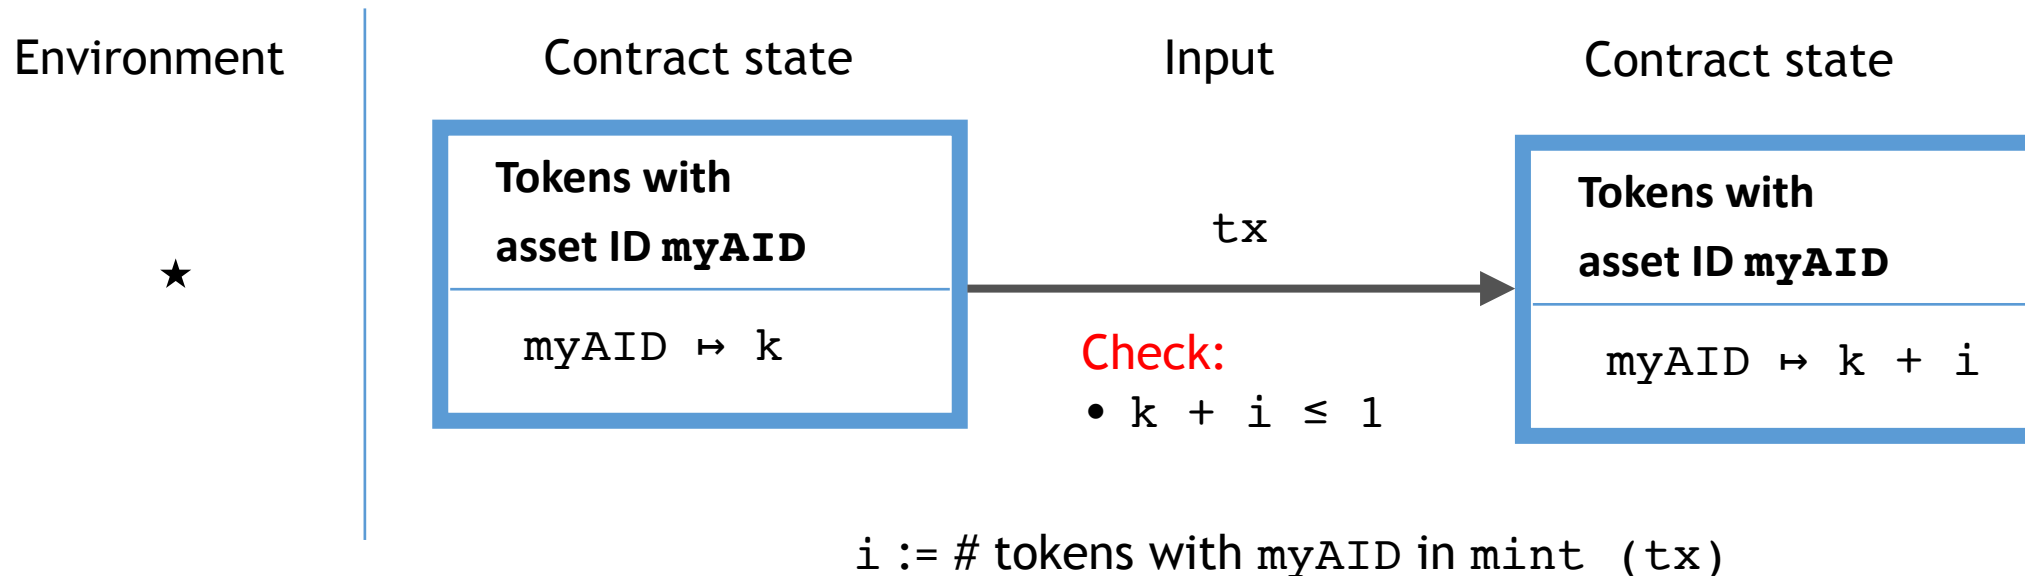 Environment
Contract state
Input
Contract state
★
Tokens with
asset ID myAID
myAID ↦ k
tx
Check:
• k + i ≤ 1
Tokens with
asset ID myAID
myAID ↦ k + i
i := # tokens with myAID in mint (tx)